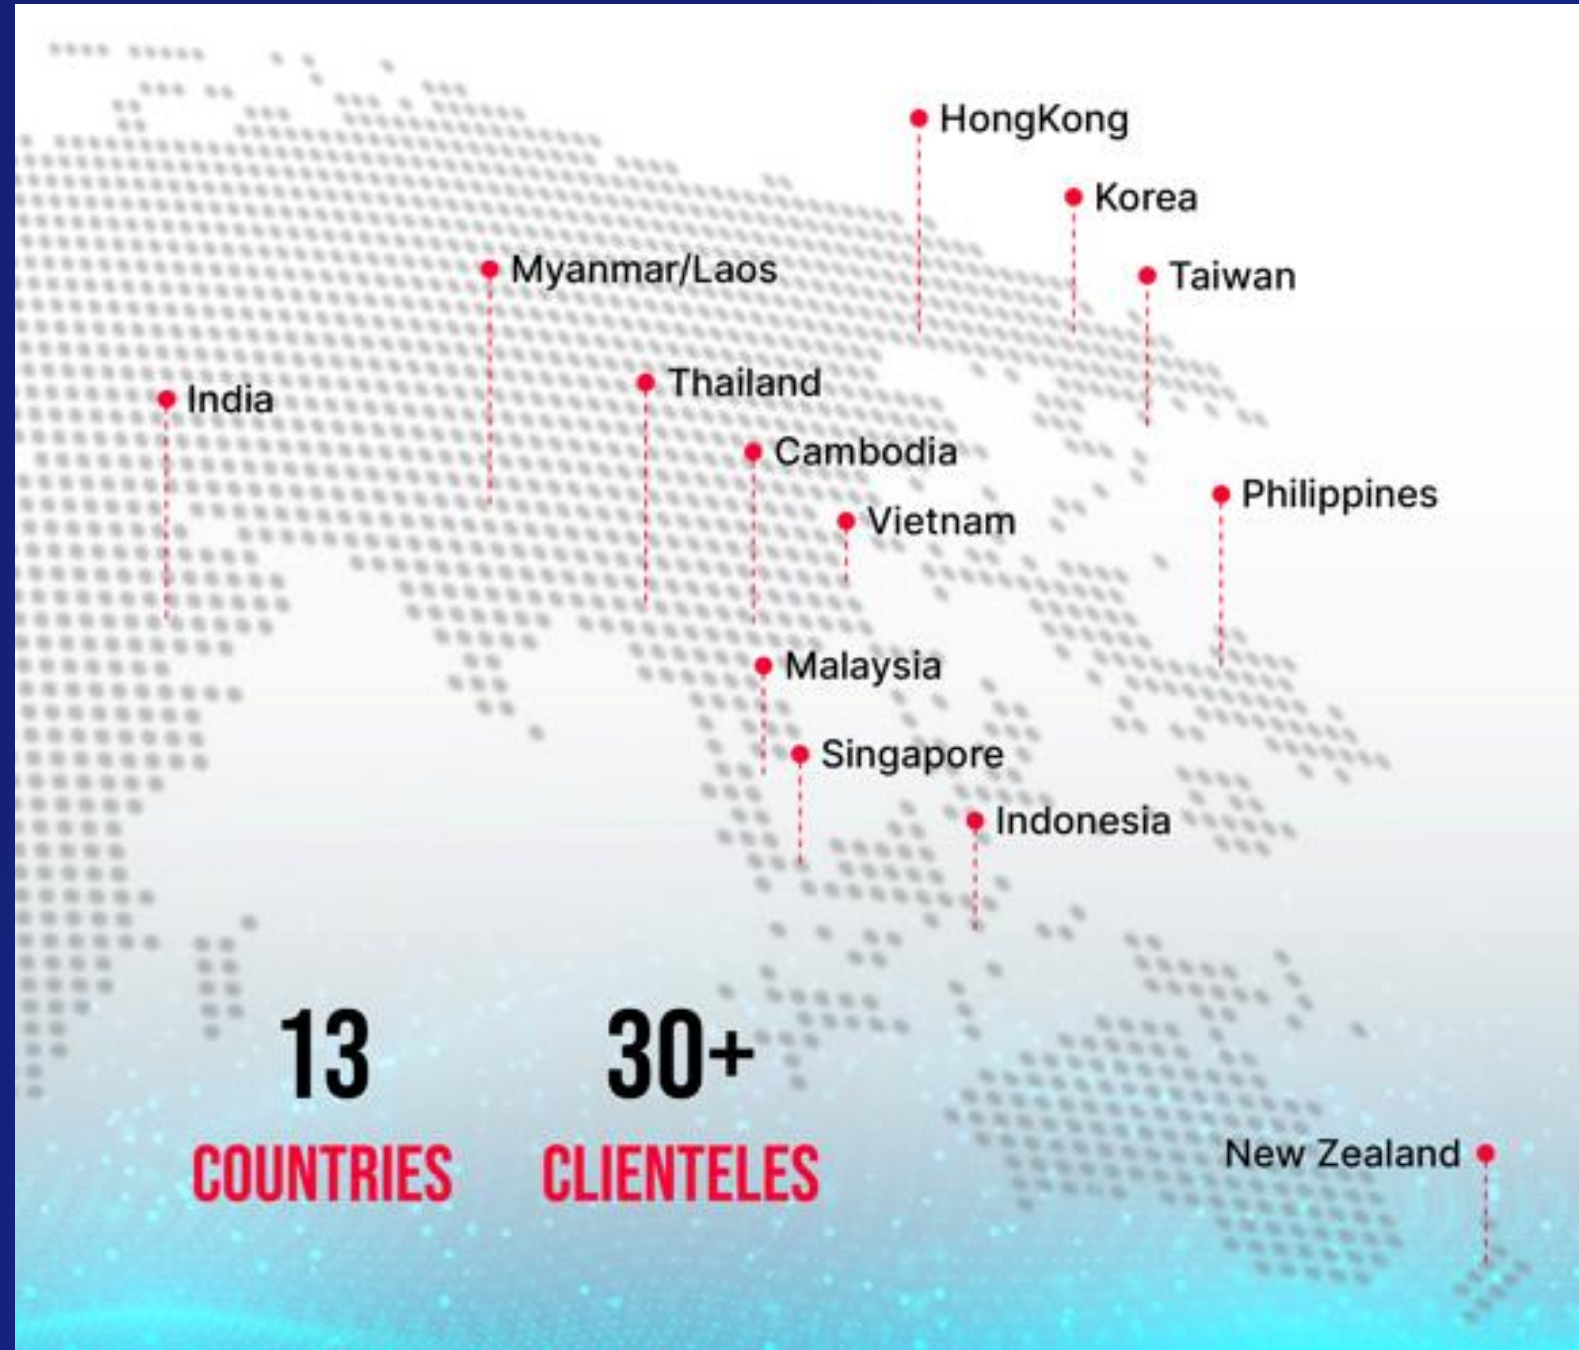 HongKong
Korea
Myanmar/Laos
Taiwan
Thailand
India
Cambodia
Philippines
Vietnam
Malaysia
Singapore
Indonesia
13
COUNTRIES
30+
CLIENTELES
New Zealand